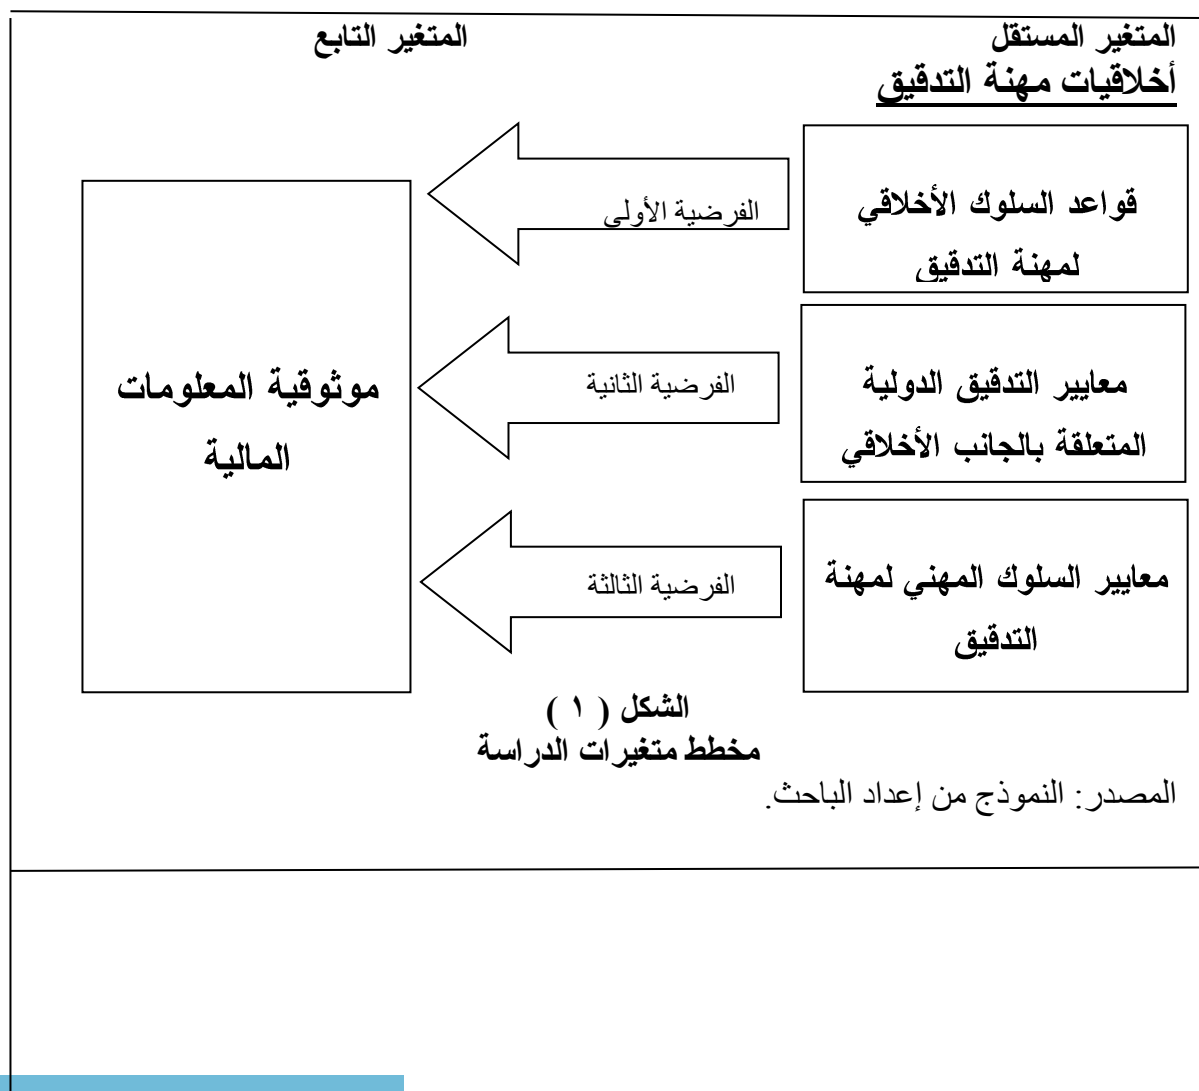 المتغير المستقل
المتغير التابع
أخلاقيات مهنة التدقيق
قواعد السلوك الأخلاقي
لمهنة التدقيق
الفرضية الأولى
معايير التدقيق الدولية
المتعلقة بالجانب الأخلاقي
الفرضية الثانية
معايير السلوك المهني لمهنة
التدقيق
الفرضية الثالثة
موثوقية المعلومات
المالية
الشكل ( ١ )
مخطط متغيرات الدراسة
المصدر: النموذج من إعداد الباحث.